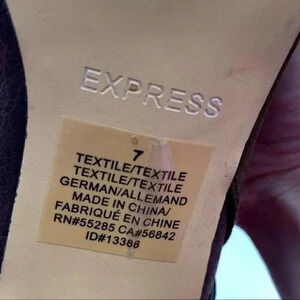 EXPRESS
7
TEXTILE/TEXTILE
TEXTILE/TEXTILE
GERMAN/ALLEMAND
MADE IN CHINA/
FABRIQUÉ EN CHINE
RN#55285 CA#56842
ID#13386